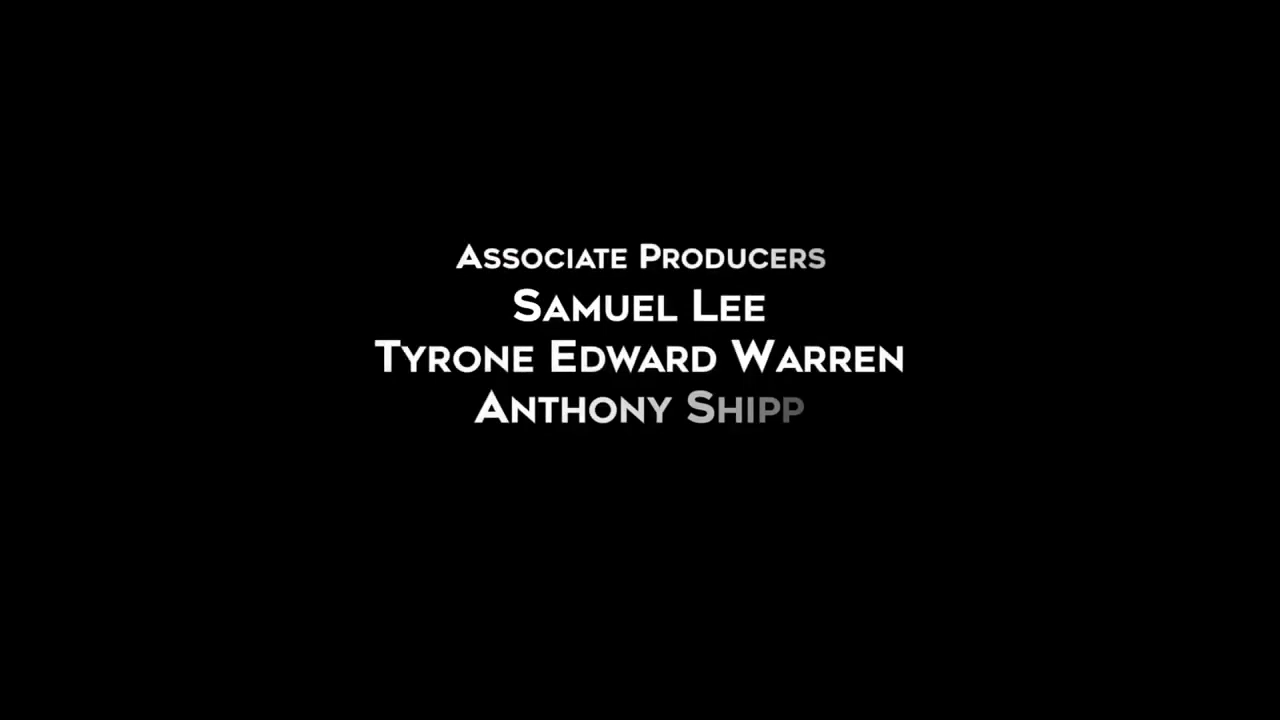 Associate Producers
Samuel Lee
Tyrone Edward Warren
Anthony Shipp